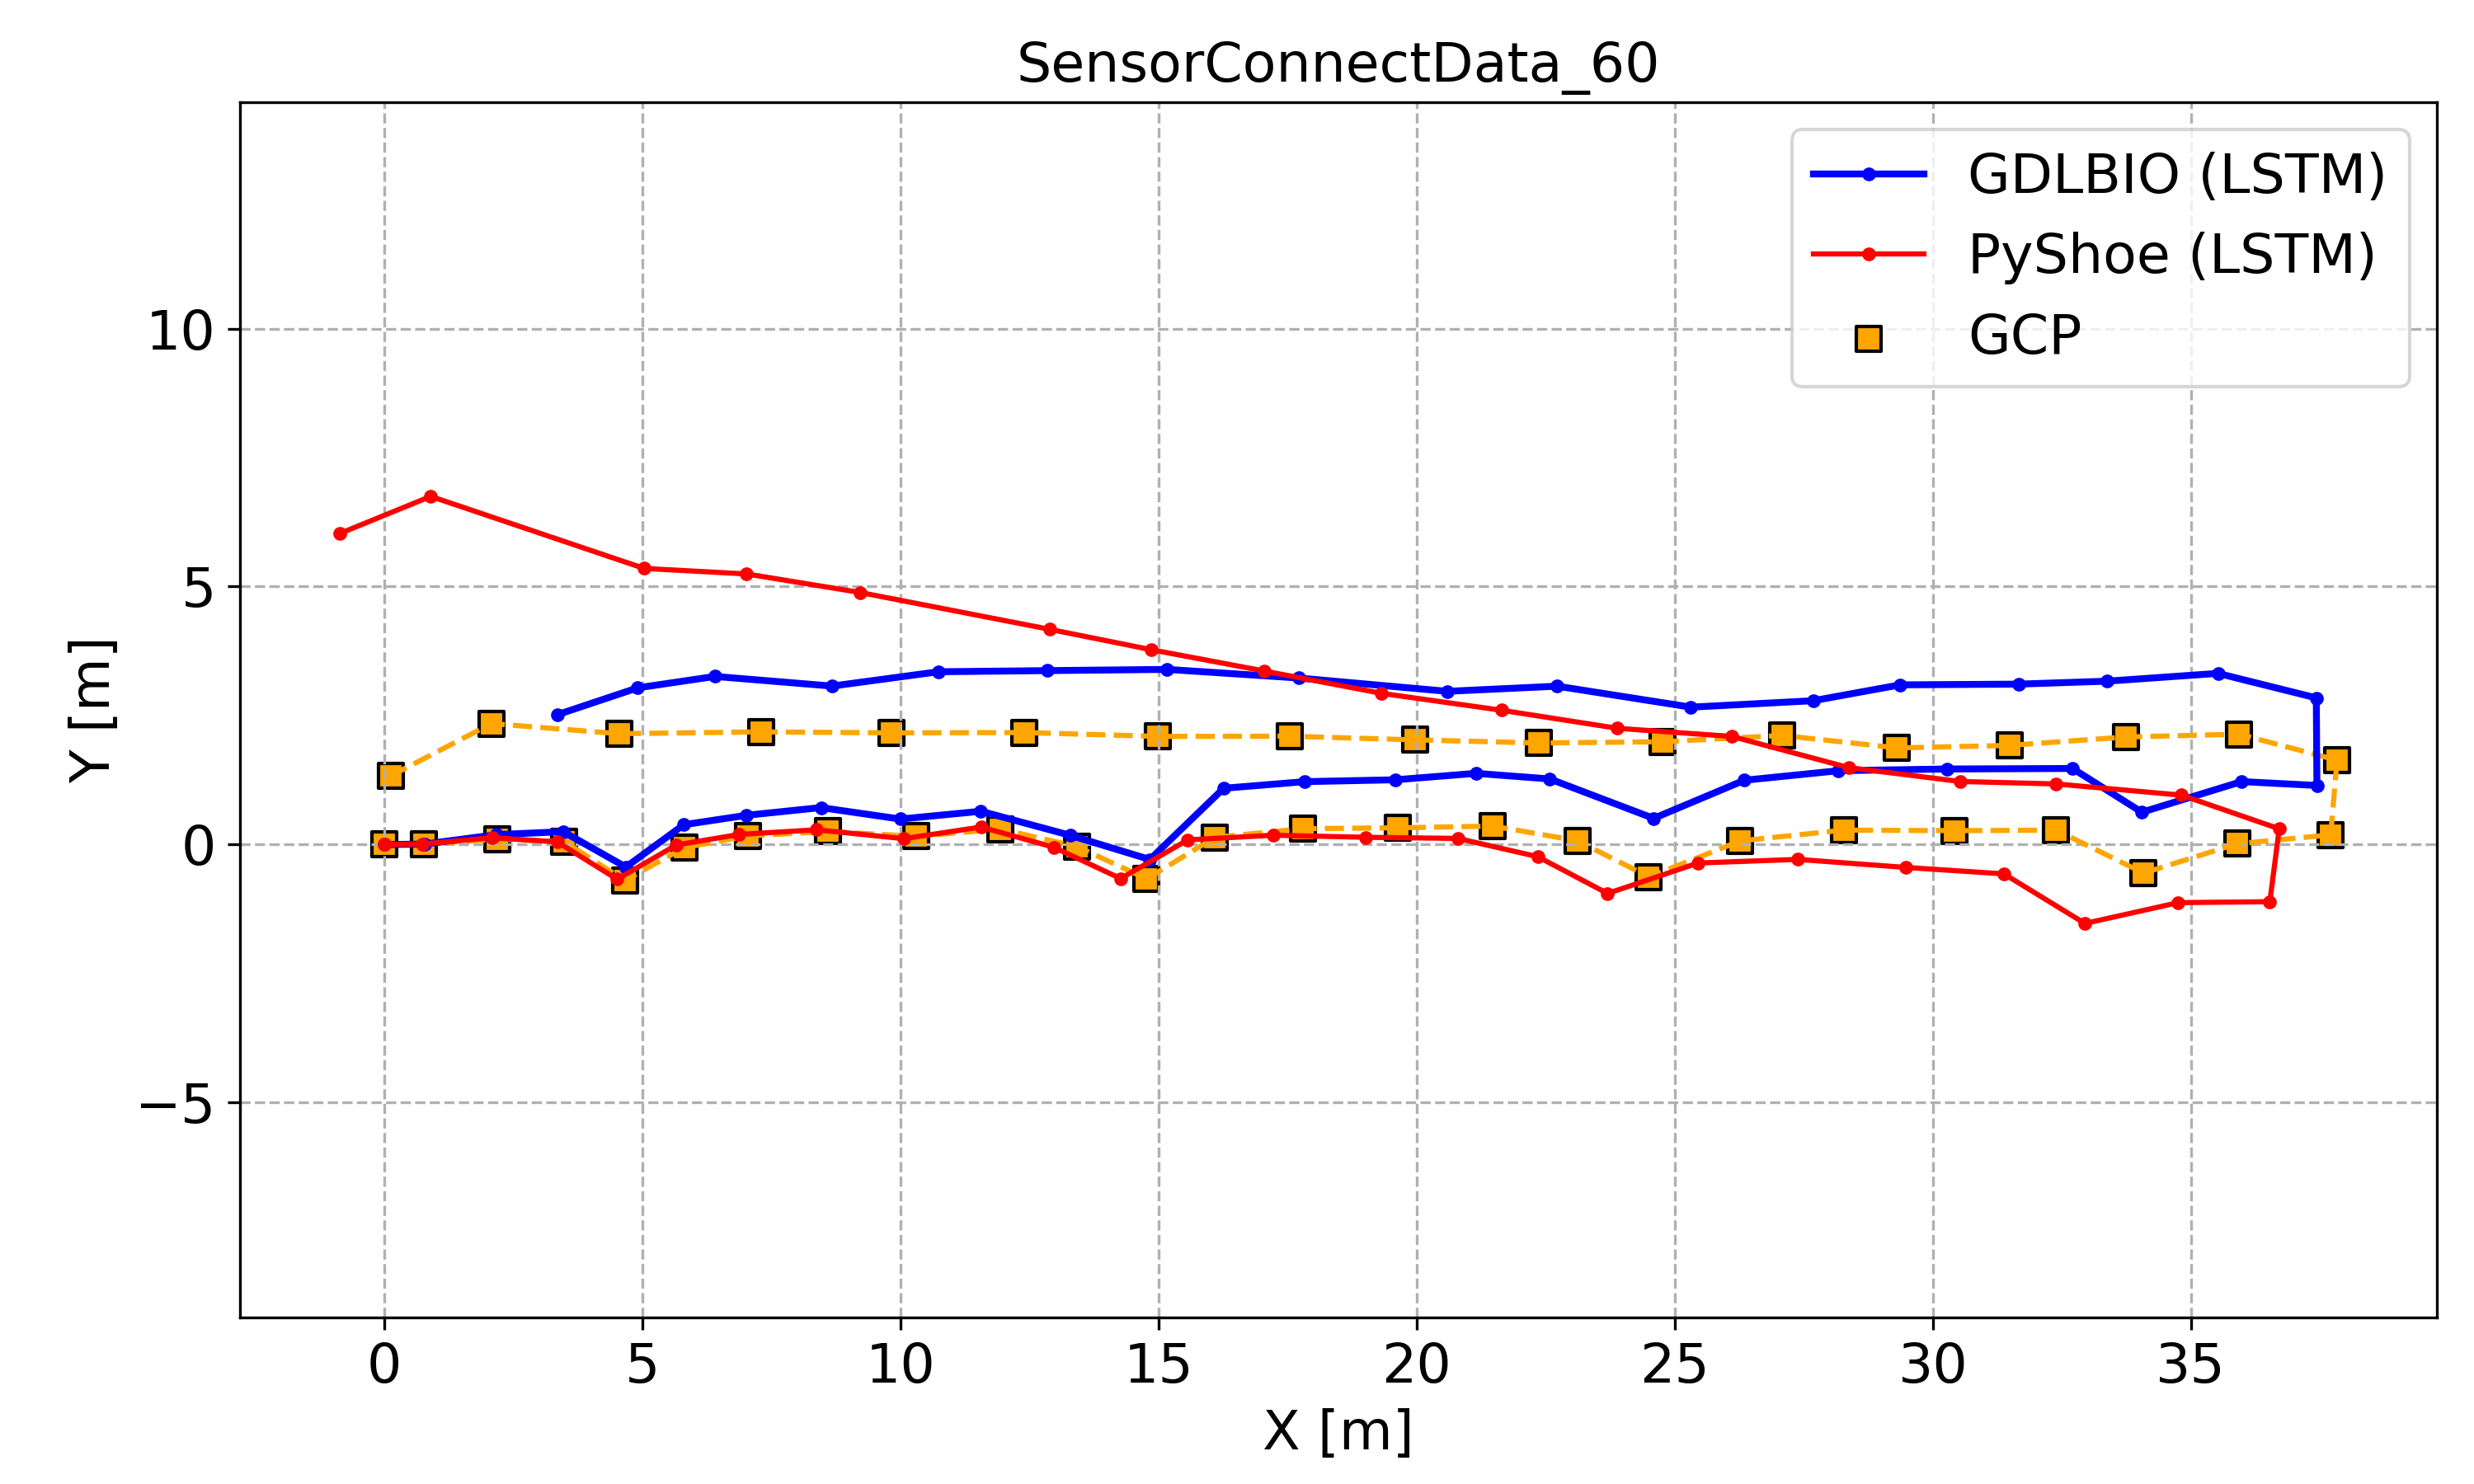 SensorConnectData_60
GDLBIO (LSTM)
PyShoe (LSTM)
GCP
10
5
0
−5
Y [m]
0 5 10 15 20 25 30 35
X [m]